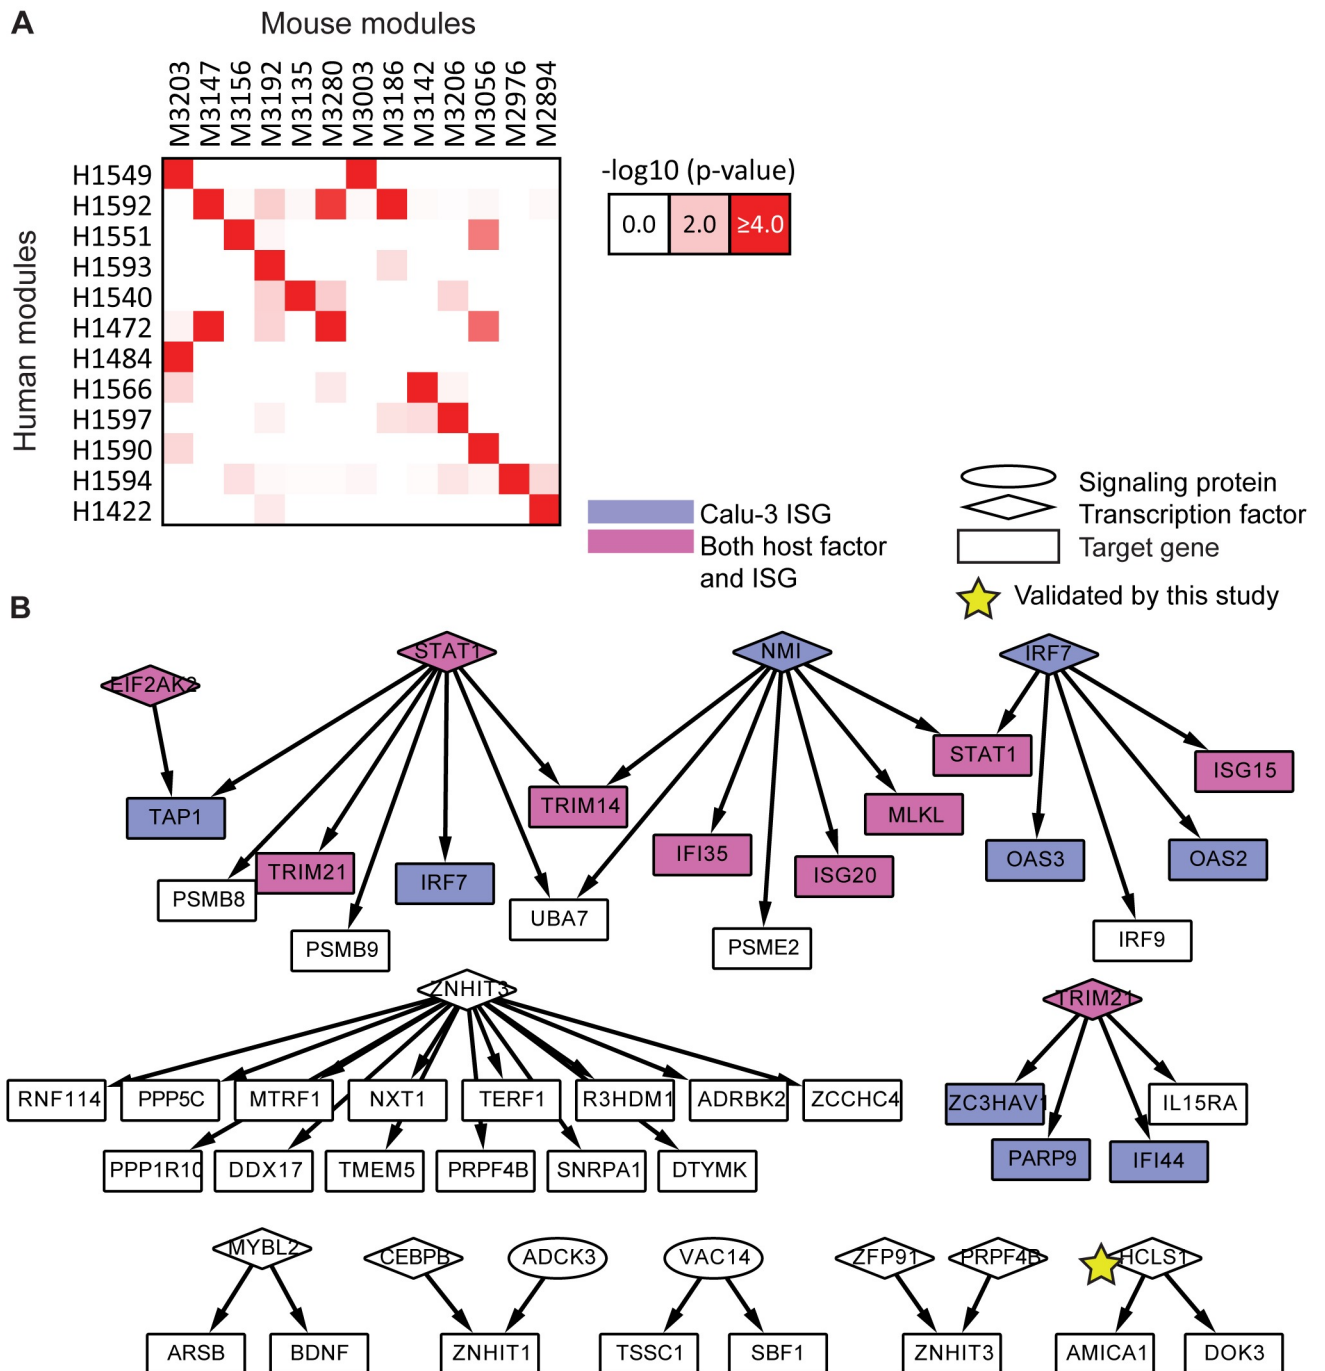 A
Mouse modules
M3203 M3147 M3156 M3192 M3135 M3280 M3003 M3186 M3142 M3206 M3056 M2976 M2894
Human modules
H1549
H1592
H1551
H1593
H1540
H1472
H1484
H1566
H1597
H1590
H1594
H1422
-log10 (p-value)
0.0 2.0 ≥4.0
Calu-3 ISG
Both host factor
and ISG
Signaling protein
Transcription factor
Target gene
Validated by this study
B
EIF2AK2 STAT1 NMI IRF7
STAT1 ISG15
TAP1 TRIM14 MLKL
TRIM21 IRF7 IFI35 ISG20 OAS3 OAS2
PSMB8 UBA7
PSMB9 PSME2 IRF9
ZNHIT3 TRIM21
RNF114 PPP5C MTRF1 NXT1 TERF1 R3HDM1 ADRBK2 ZCCHC4 ZC3HAV1 IL15RA
PPP1R10 DDX17 TMEM5 PRPF4B SNRPA1 DTYMK PARP9 IFI44
MYBL2 CEBPB ADCK3 VAC14 ZFP91 PRPF4B HCLS1
ARSB BDNF ZNHIT1 TSSC1 SBF1 ZNHIT3 AMICA1 DOK3